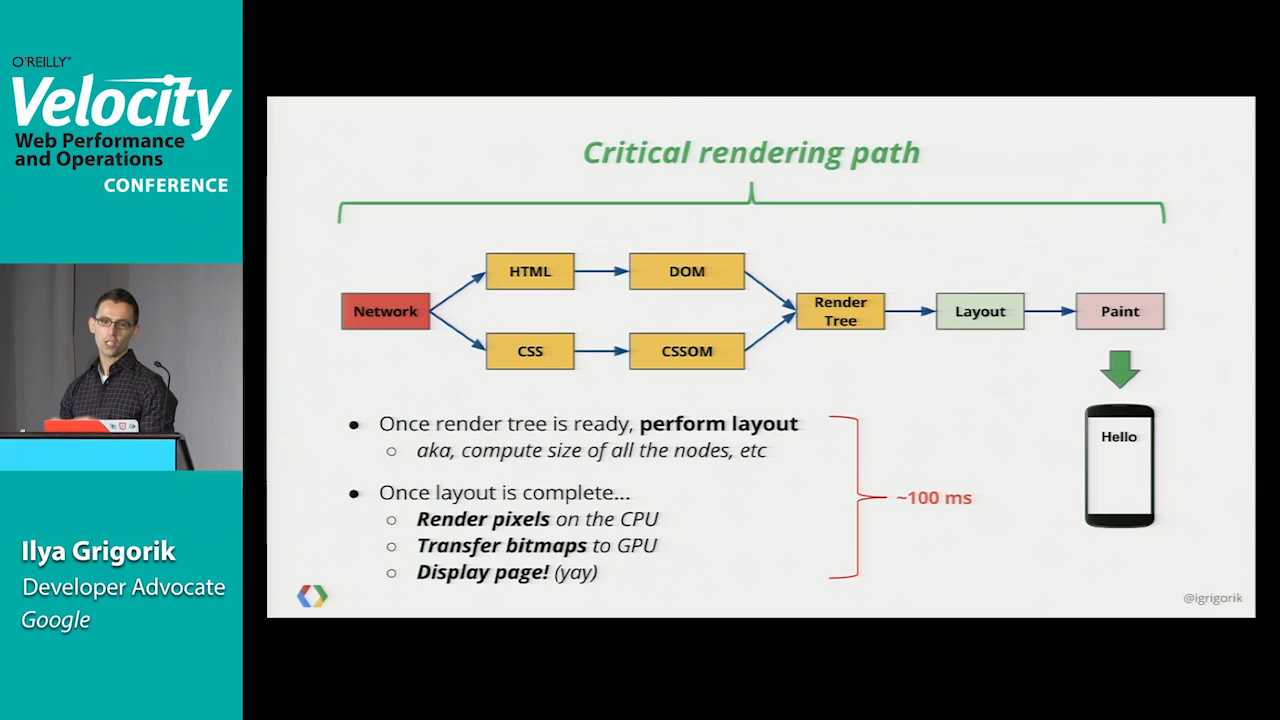 O'REILLY®
Velocity
Web Performance
and Operations
CONFERENCE
Ilya Grigorik
Developer Advocate
Google
Critical rendering path
Network
HTML
DOM
CSS
CSSOM
Render
Tree
Layout
Paint
Hello
● Once render tree is ready, perform layout
○ aka, compute size of all the nodes, etc
● Once layout is complete...
○ Render pixels on the CPU
○ Transfer bitmaps to GPU
○ Display page! (yay)
~100 ms
@igrigorik